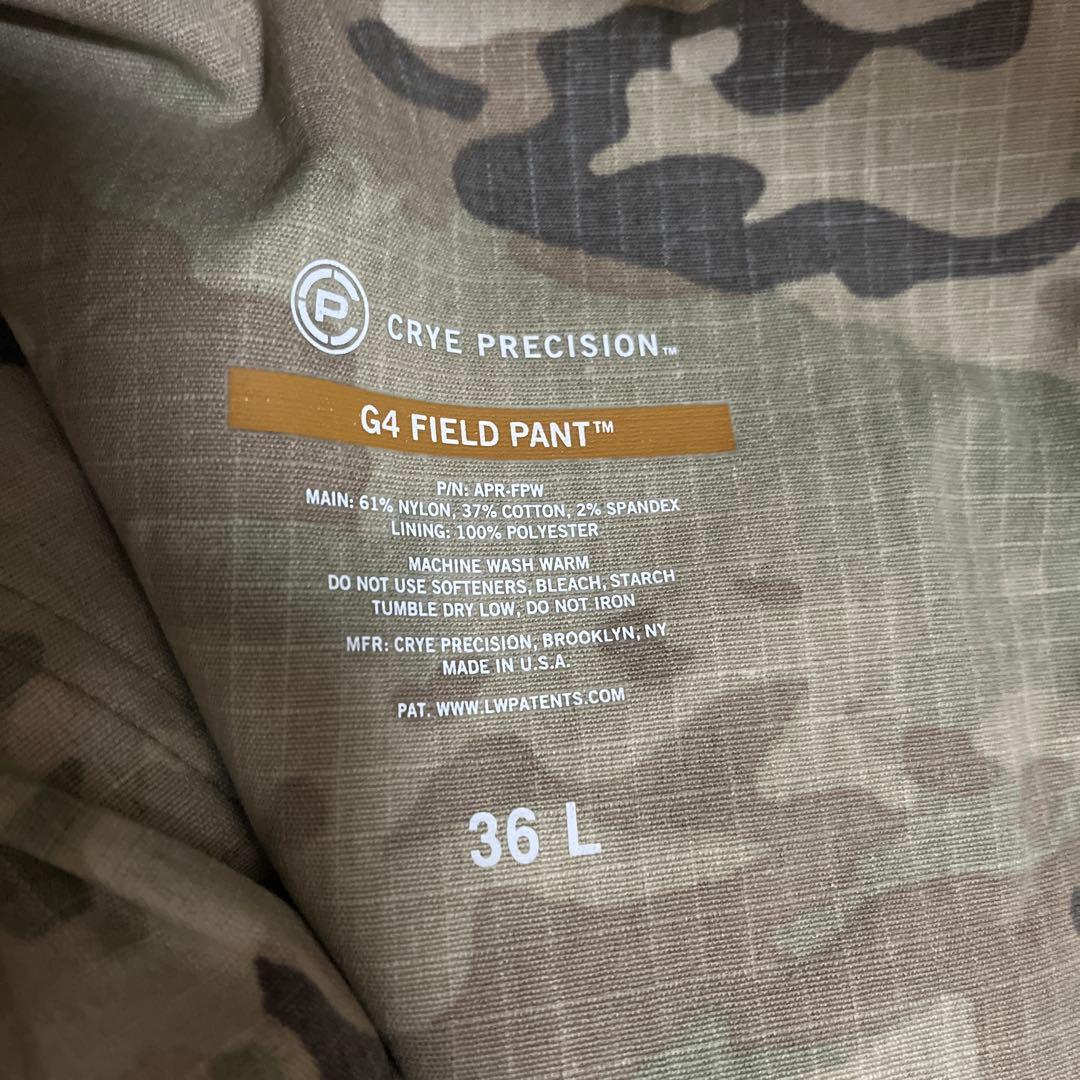 CP
CRYE PRECISION™
G4 FIELD PANT™
P/N: APR-FPW
MAIN: 61% NYLON, 37% COTTON, 2% SPANDEX
LINING: 100% POLYESTER
MACHINE WASH WARM
DO NOT USE SOFTENERS, BLEACH, STARCH
TUMBLE DRY LOW, DO NOT IRON
MFR: CRYE PRECISION, BROOKLYN, NY
MADE IN U.S.A.
PAT. WWW.LWPATENTS.COM
36 L